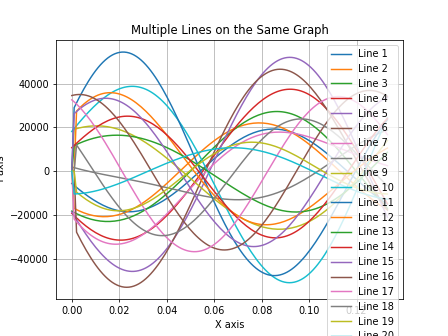 Multiple Lines on the Same Graph
40000
20000
0
−20000
−40000
0.00 0.02 0.04 0.06 0.08 0.10
X axis
axis
Line 1
Line 2
Line 3
Line 4
Line 5
Line 6
Line 7
Line 8
Line 9
Line 10
Line 11
Line 12
Line 13
Line 14
Line 15
Line 16
Line 17
Line 18
Line 19
Line 20